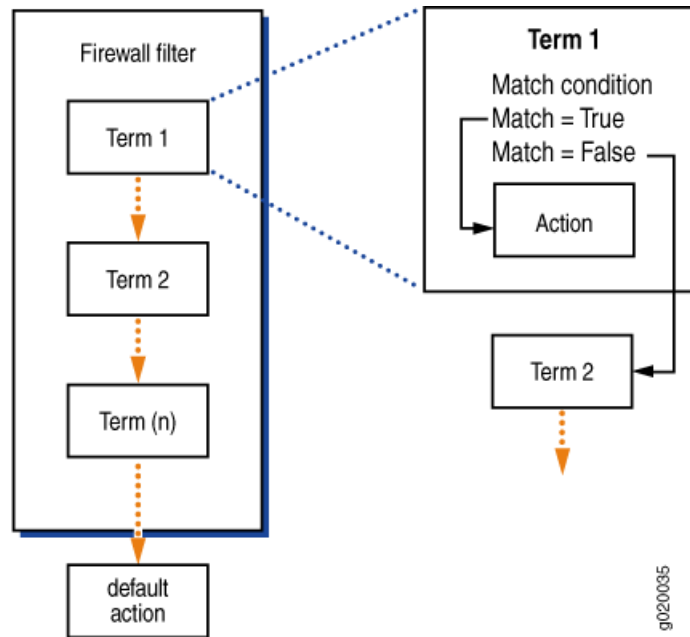 Firewall filter
Term 1
Term 2
Term (n)
default
action
Term 1
Match condition
Match = True
Match = False
Action
Term 2
g020035